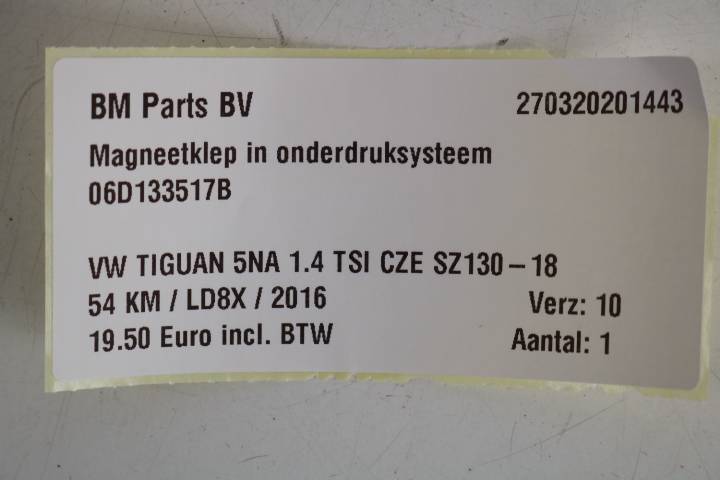 BM Parts BV 270320201443
Magneetklep in onderdruksysteem
06D133517B
VW TIGUAN 5NA 1.4 TSI CZE SZ130-18
54 KM / LD8X / 2016 Verz: 10
19.50 Euro incl. BTW Aantal: 1